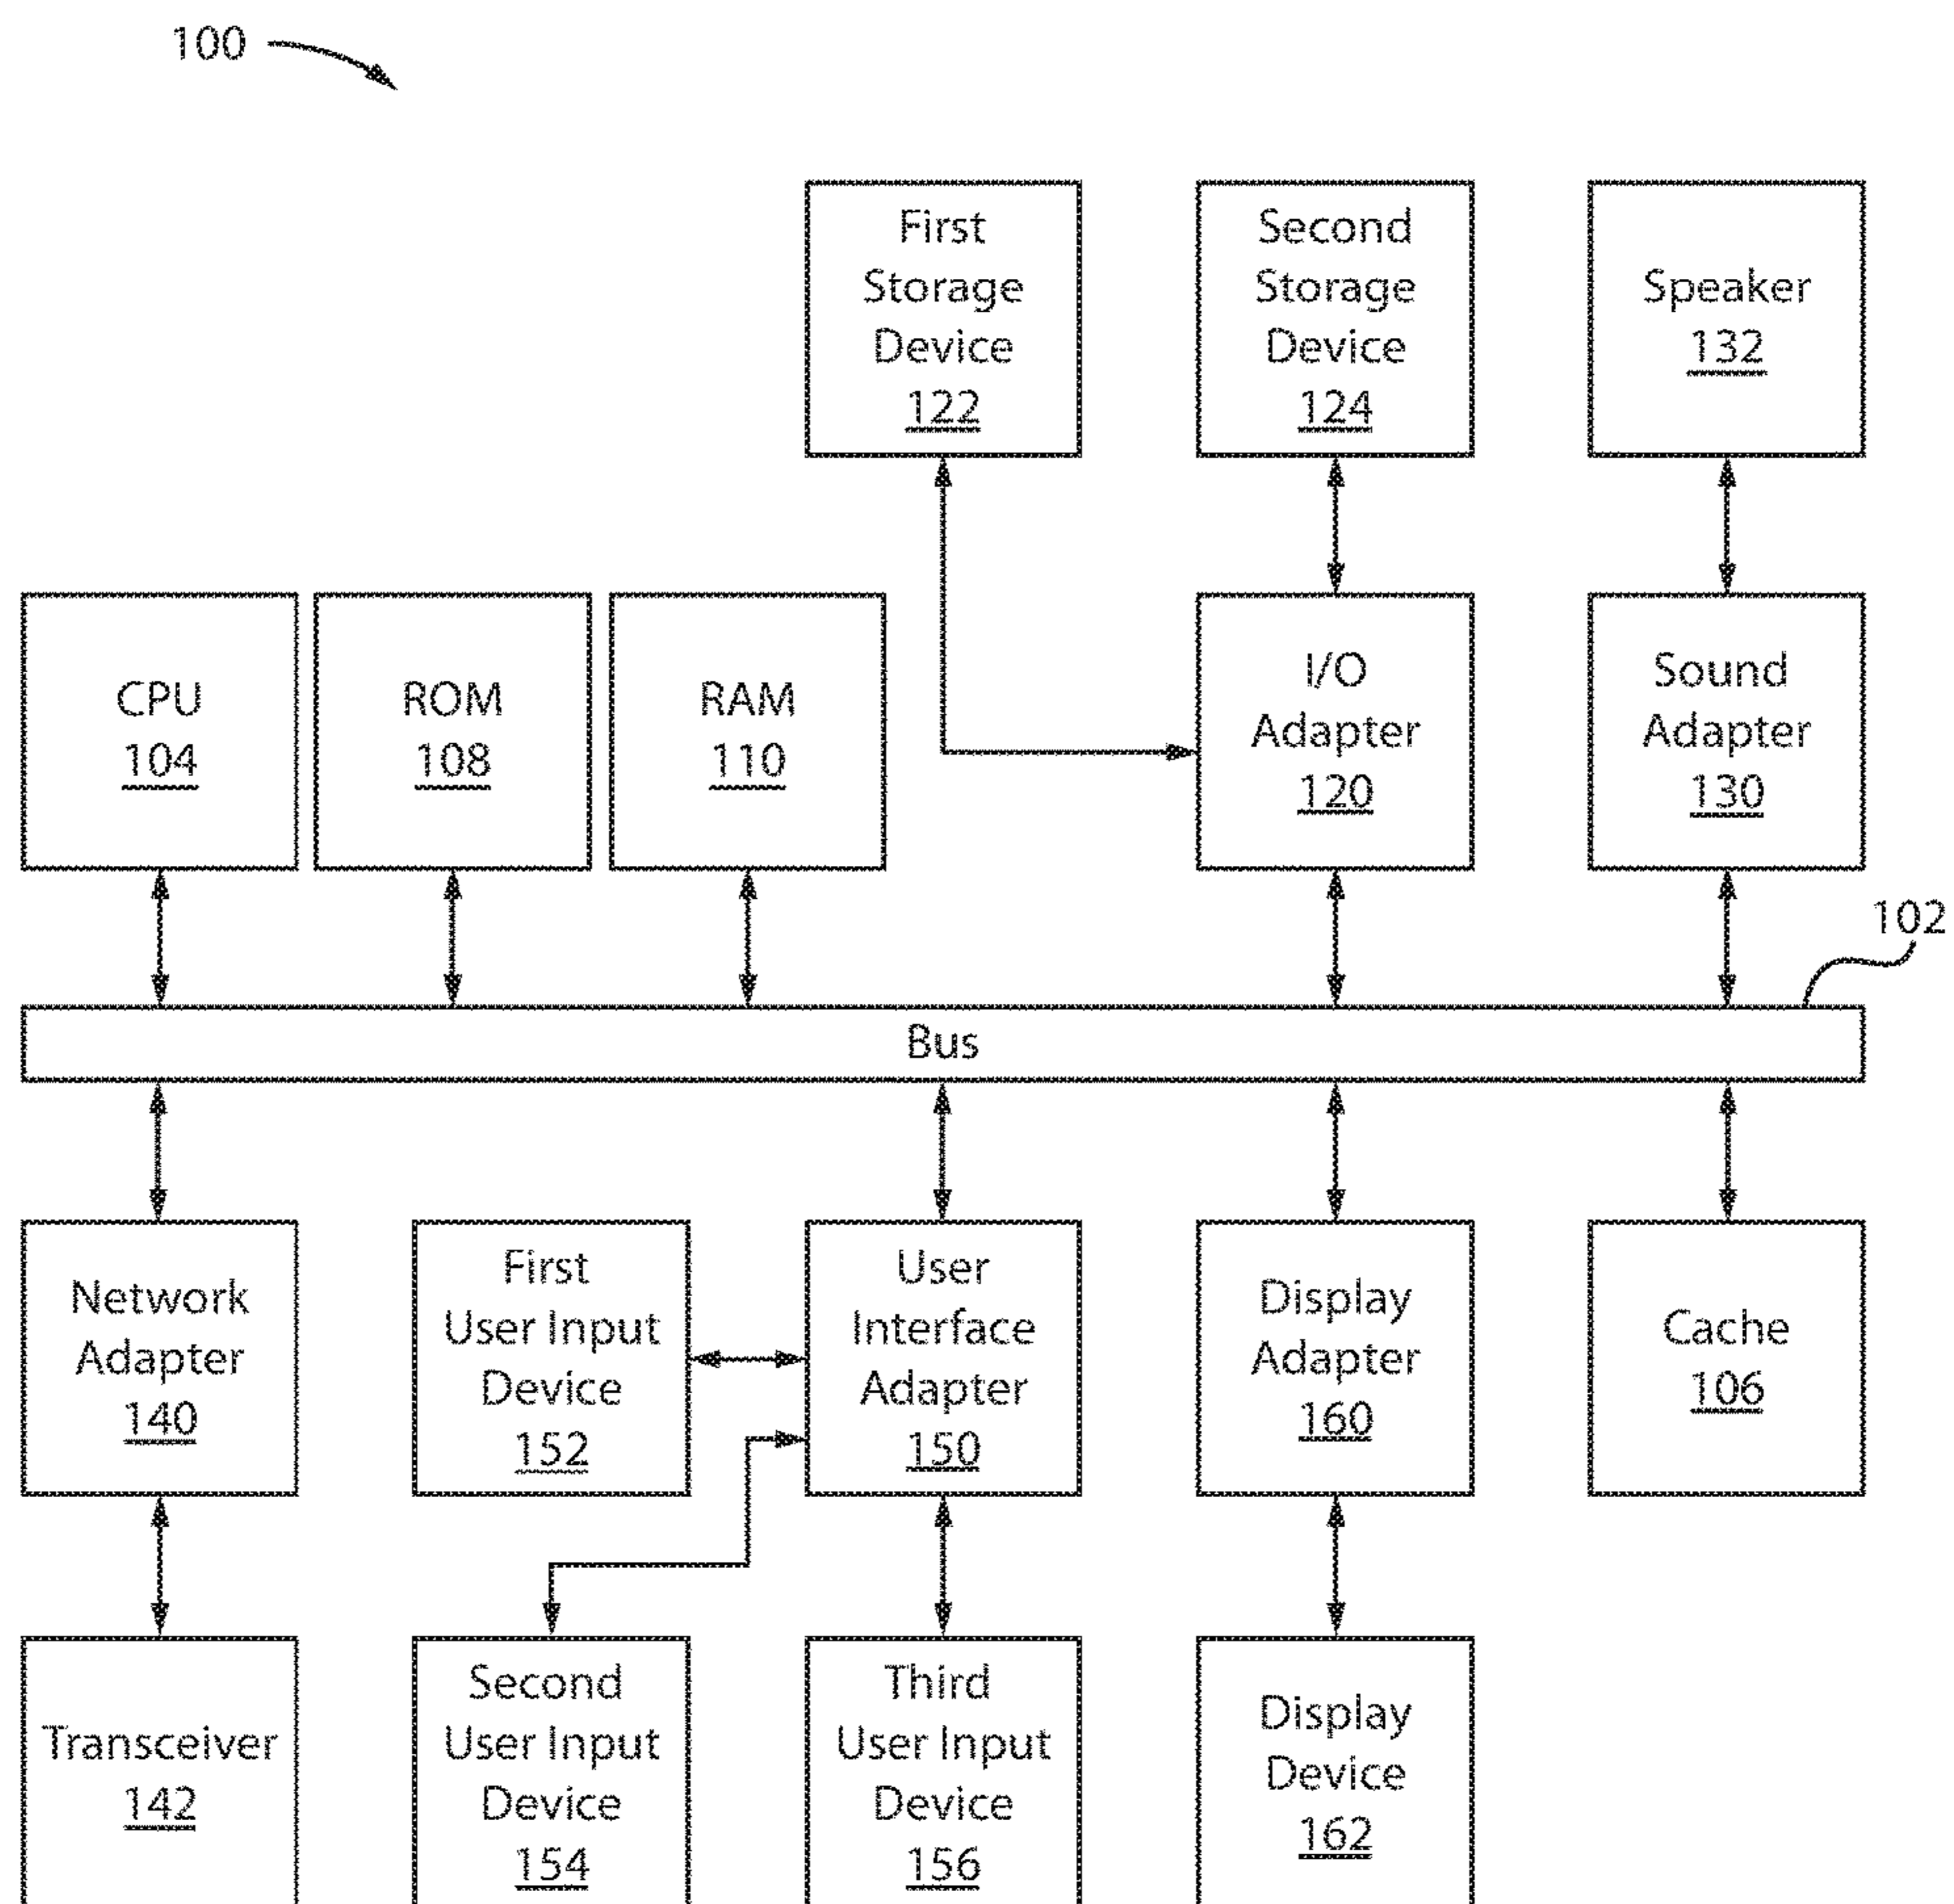 100
First
Storage
Device
122
Second
Storage
Device
124
Speaker
132
CPU
104
ROM
108
RAM
110
I/O
Adapter
120
Sound
Adapter
130
102
Bus
Network
Adapter
140
First
User Input
Device
152
User
Interface
Adapter
150
Display
Adapter
160
Cache
106
Transceiver
142
Second
User Input
Device
154
Third
User Input
Device
156
Display
Device
162